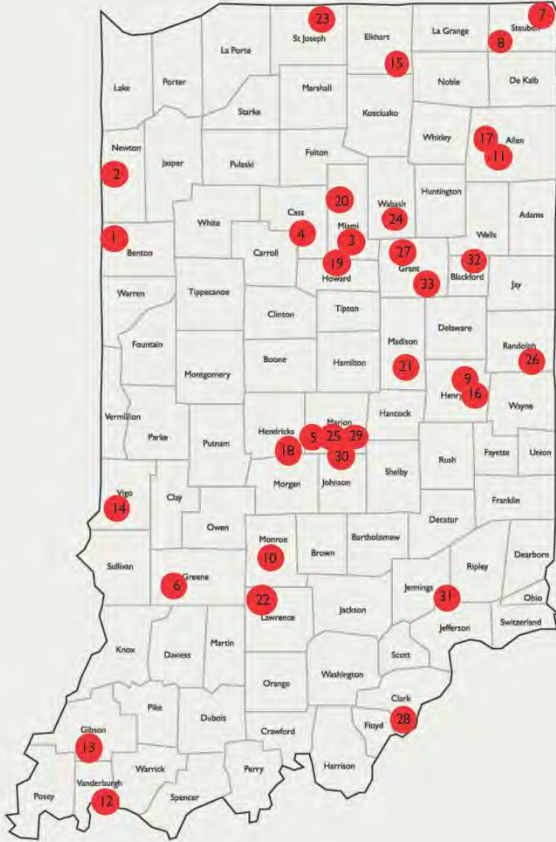 23
7
St Joseph
Elkhart
La Grange
Steuben
La Porte
8
15
Porter
Lake
Marshall
Noble
De Kalb
Kosciuako
Starke
17
Allen
Newton
Whitley
11
Fulton
Jasper
Pulaski
2
Huntington
20
Wabash
Cass
24
Adams
White
4
Miami
Wells
1
3
Benton
Carroll
27
32
19
Grant
Howard
33
Blackford
Jay
Warren
Tippecanoe
Tipton
Clinton
Delaware
Madison
Fountain
Randolph
Boone
Hamilton
21
26
Montgomery
9
Henry
16
Vermillion
Hancock
Wayne
Marion
Hendricks
5
25
29
Parke
Putnam
18
30
Rush
Fayette
Union
Shelby
Morgan
Johnson
Vigo
14
Clay
Franklin
Owen
Decatur
Monroe
Bartholomew
Brown
Dearborn
10
Sullivan
Ripley
Greene
6
Jennings
31
Ohio
22
Lawrence
Jackson
Jefferson
Switzerland
Knox
Daviess
Martin
Scott
Washington
Orange
Clark
Pike
Dubois
Floyd
28
Gibson
Crawford
13
Harrison
Warrick
Perry
Vanderburgh
Posey
Spencer
12